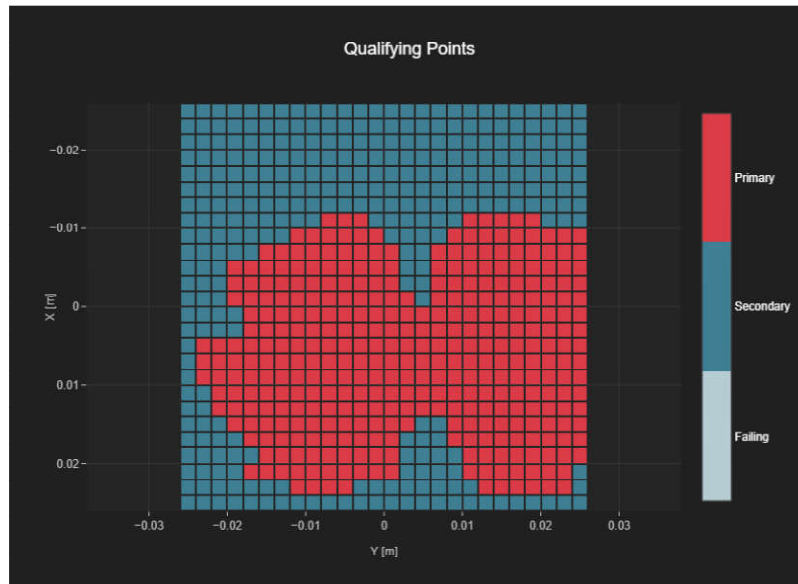 Qualifying Points
−0.02
−0.01
0
0.01
0.02
X [m]
−0.03
−0.02
−0.01
0
0.01
0.02
0.03
Y [m]
Primary
Secondary
Failing